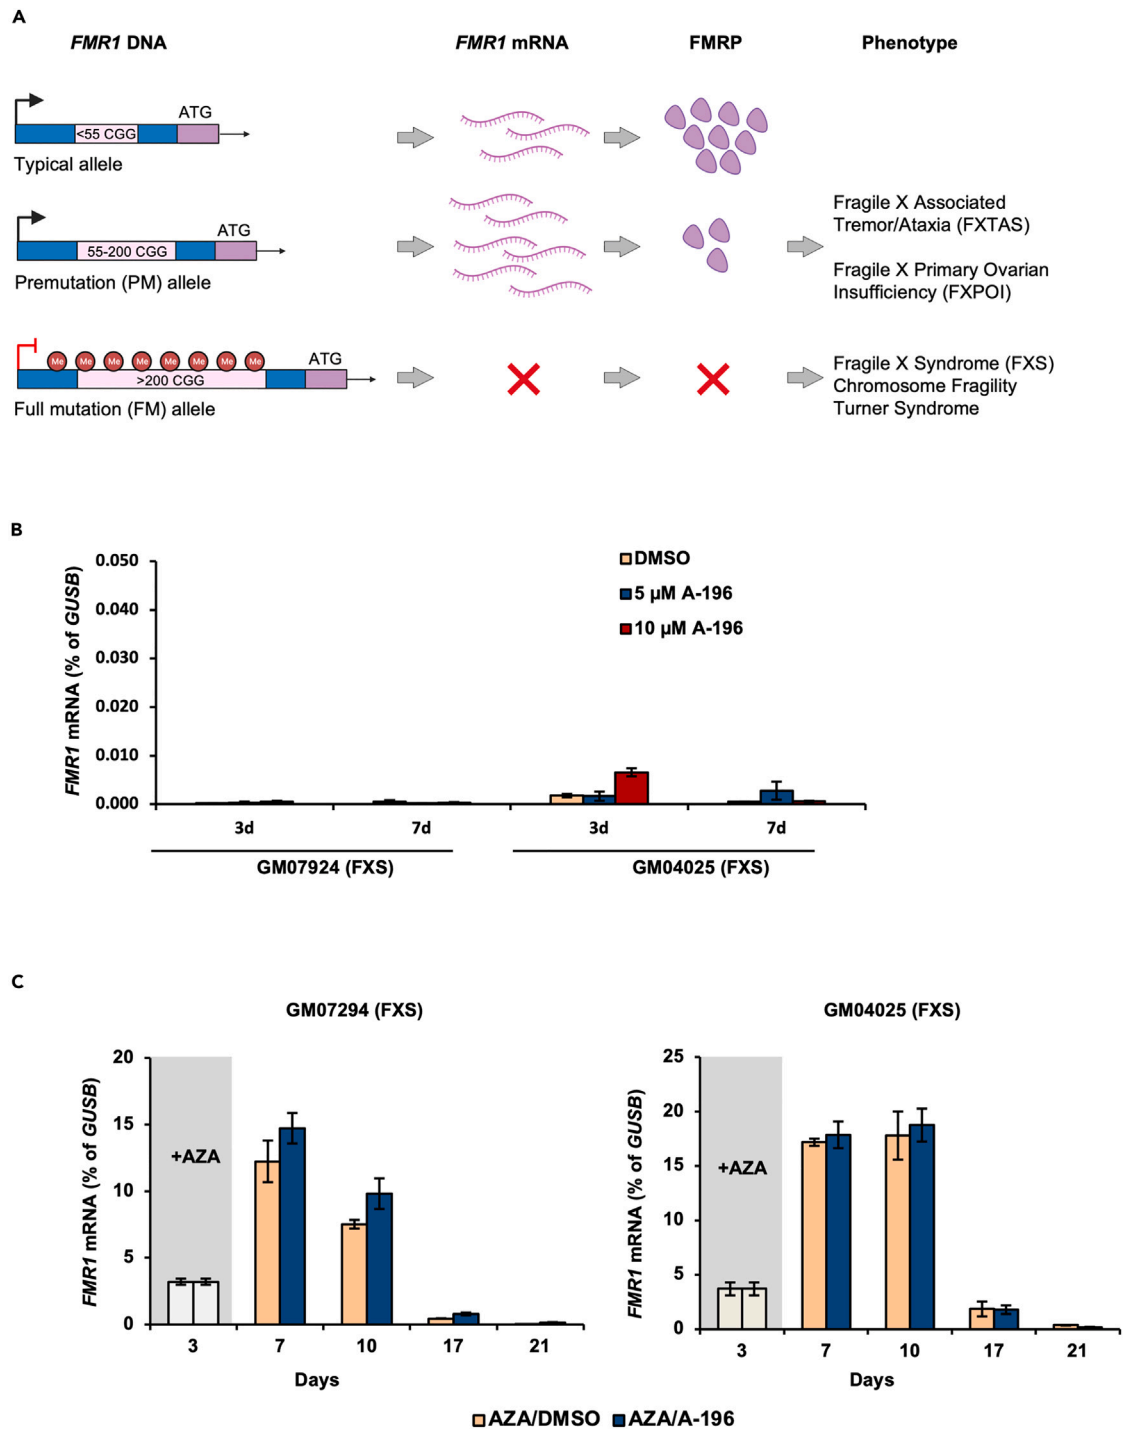 A
FMR1 DNA
FMR1 mRNA
FMRP
Phenotype
ATG
<55 CGG
Typical allele
ATG
55-200 CGG
Premutation (PM) allele
Fragile X Associated
Tremor/Ataxia (FXTAS)
Fragile X Primary Ovarian
Insufficiency (FXPOI)
Me Me Me Me Me Me Me Me
ATG
>200 CGG
Full mutation (FM) allele
Fragile X Syndrome (FXS)
Chromosome Fragility
Turner Syndrome
B
FMR1 mRNA (% of GUSB)
0.050
0.040
0.030
0.020
0.010
0.000
DMSO
5 µM A-196
10 µM A-196
3d
7d
3d
7d
GM07924 (FXS)
GM04025 (FXS)
C
GM07294 (FXS)
FMR1 mRNA (% of GUSB)
20
15
10
5
0
+AZA
3
7
10
17
21
Days
GM04025 (FXS)
FMR1 mRNA (% of GUSB)
25
20
15
10
5
0
+AZA
3
7
10
17
21
Days
AZA/DMSO
AZA/A-196